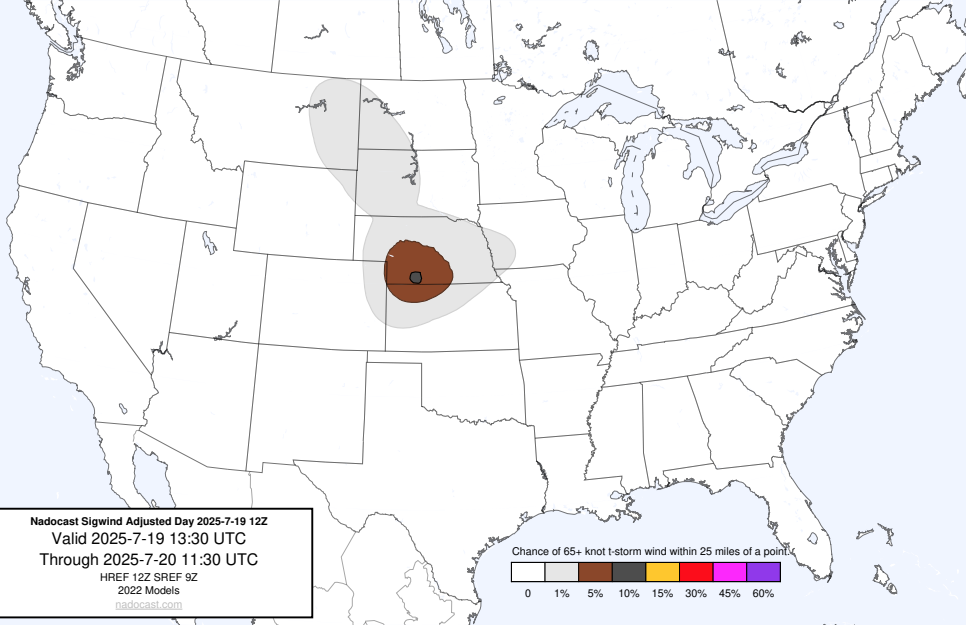 Nadocast Sigwind Adjusted Day 2025-7-19 12Z
Valid 2025-7-19 13:30 UTC
Through 2025-7-20 11:30 UTC
HREF 12Z SREF 9Z
2022 Models
nadocast.com
Chance of 65+ knot t-storm wind within 25 miles of a point.
0 1% 5% 10% 15% 30% 45% 60%